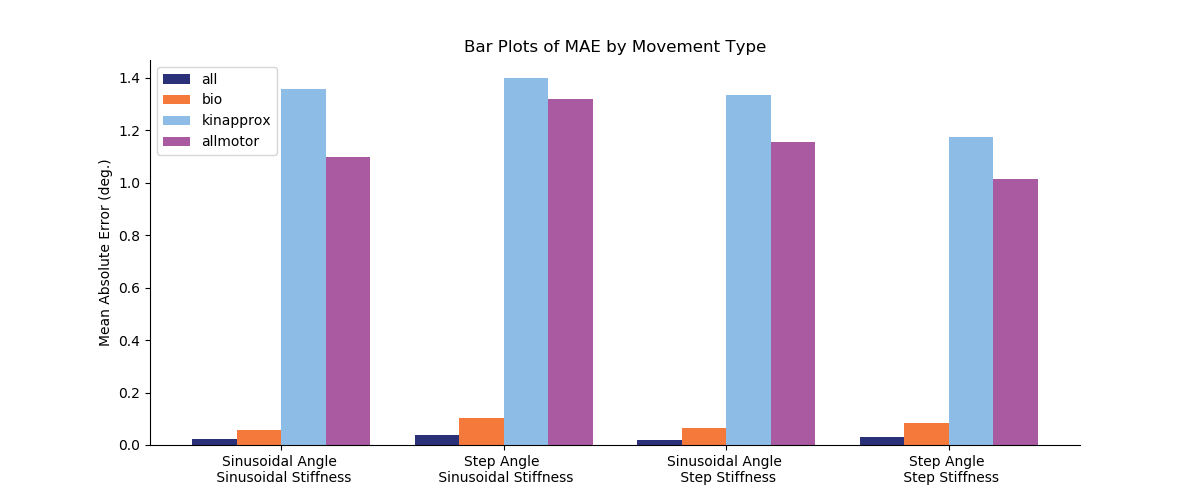 Bar Plots of MAE by Movement Type
all
bio
kinapprox
allmotor
Mean Absolute Error (deg.)
1.4
1.2
1.0
0.8
0.6
0.4
0.2
0.0
Sinusoidal Angle
Sinusoidal Stiffness
Step Angle
Sinusoidal Stiffness
Sinusoidal Angle
Step Stiffness
Step Angle
Step Stiffness